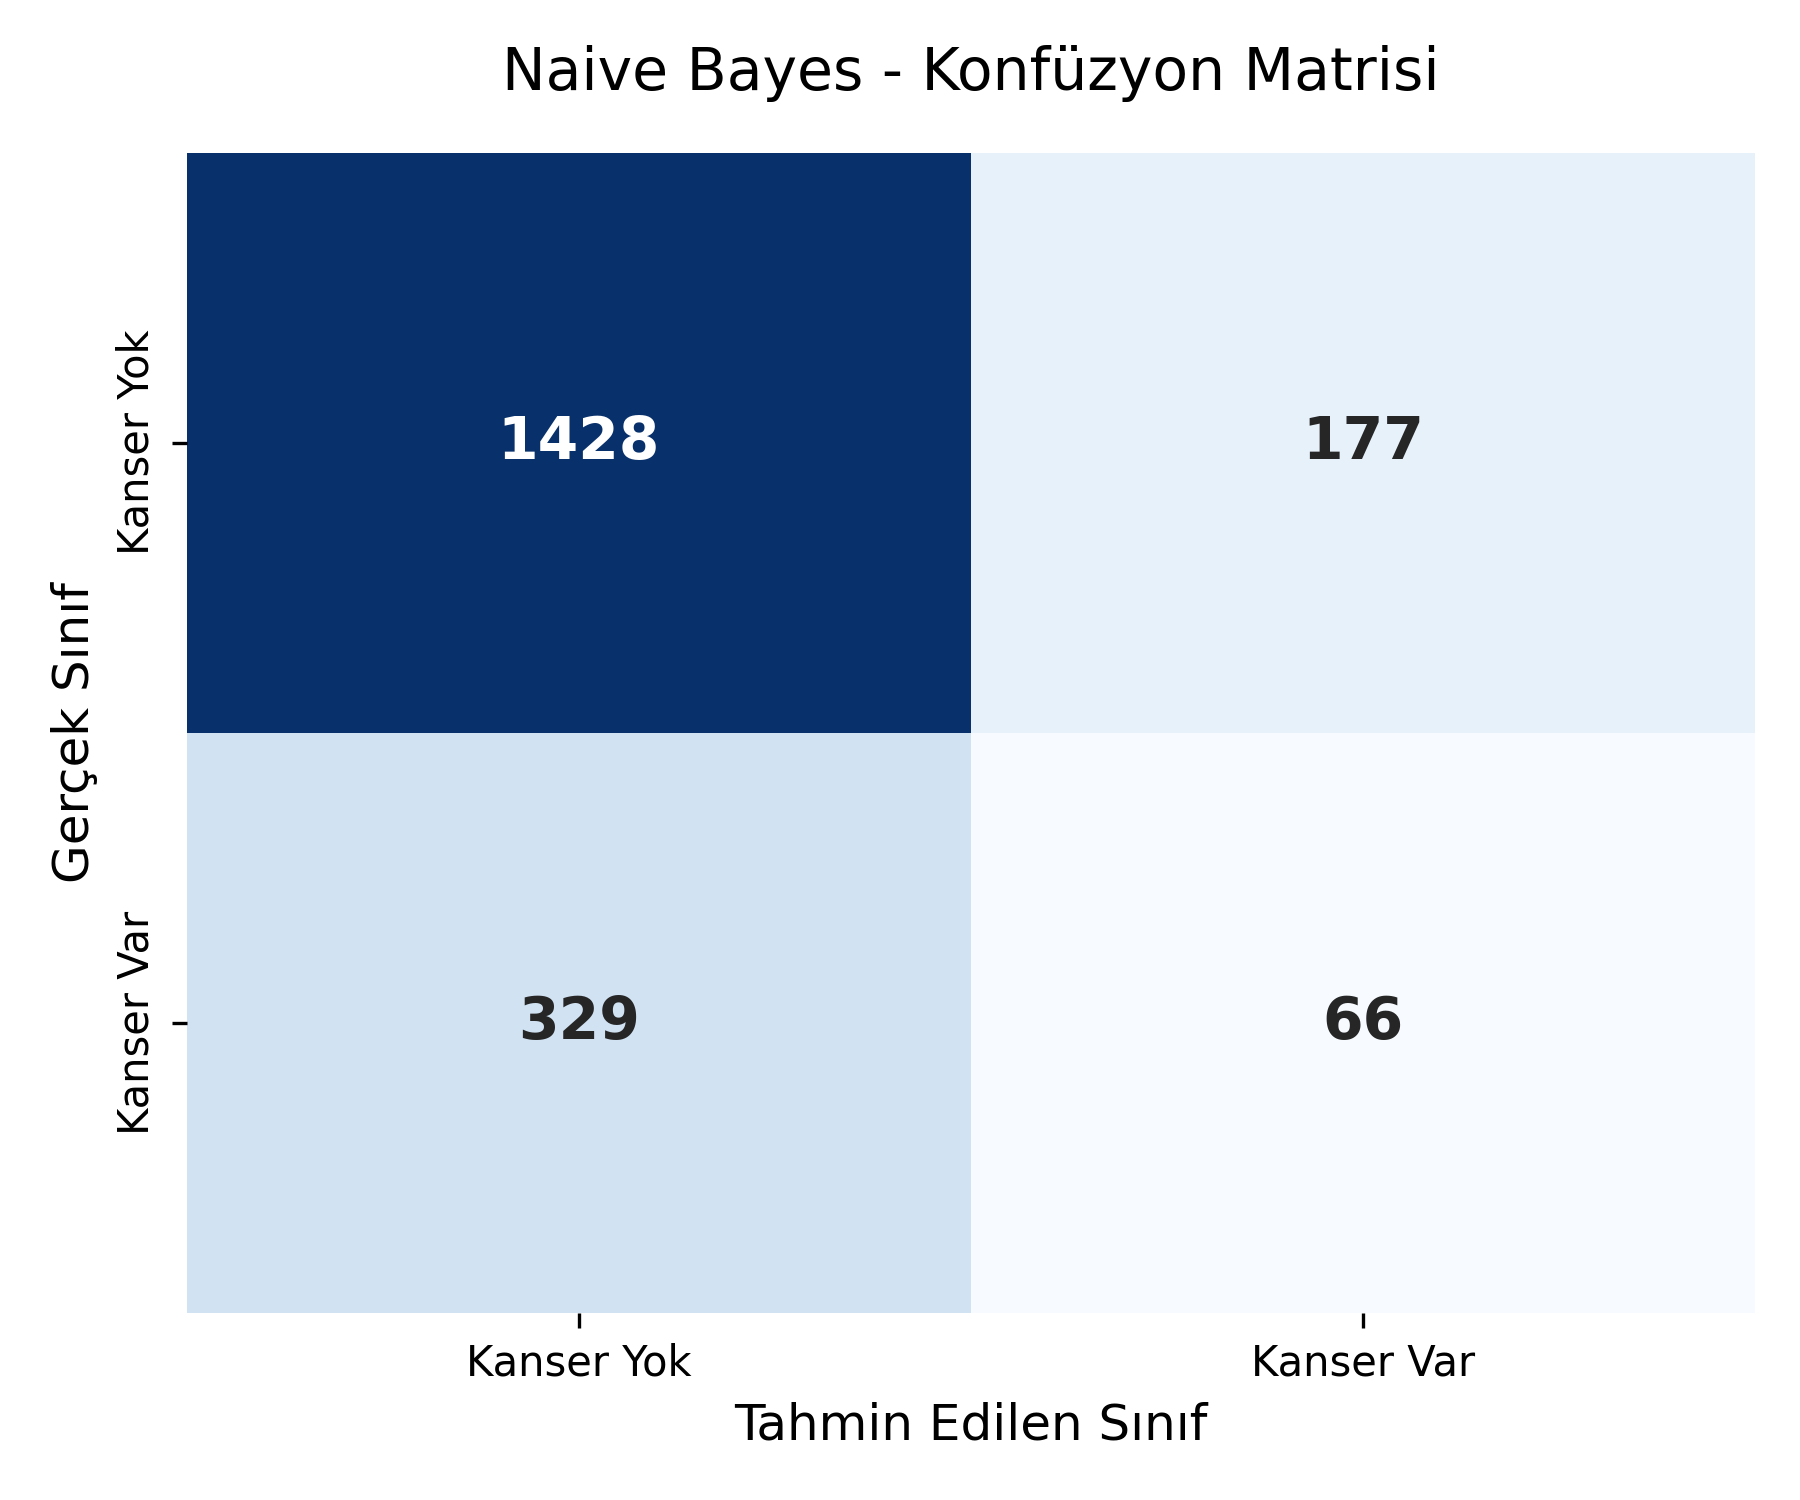 Naive Bayes - Konfüzyon Matrisi
Gerçek Sınıf
Kanser Yok
1428
177
Kanser Var
329
66
Kanser Yok
Kanser Var
Tahmin Edilen Sınıf